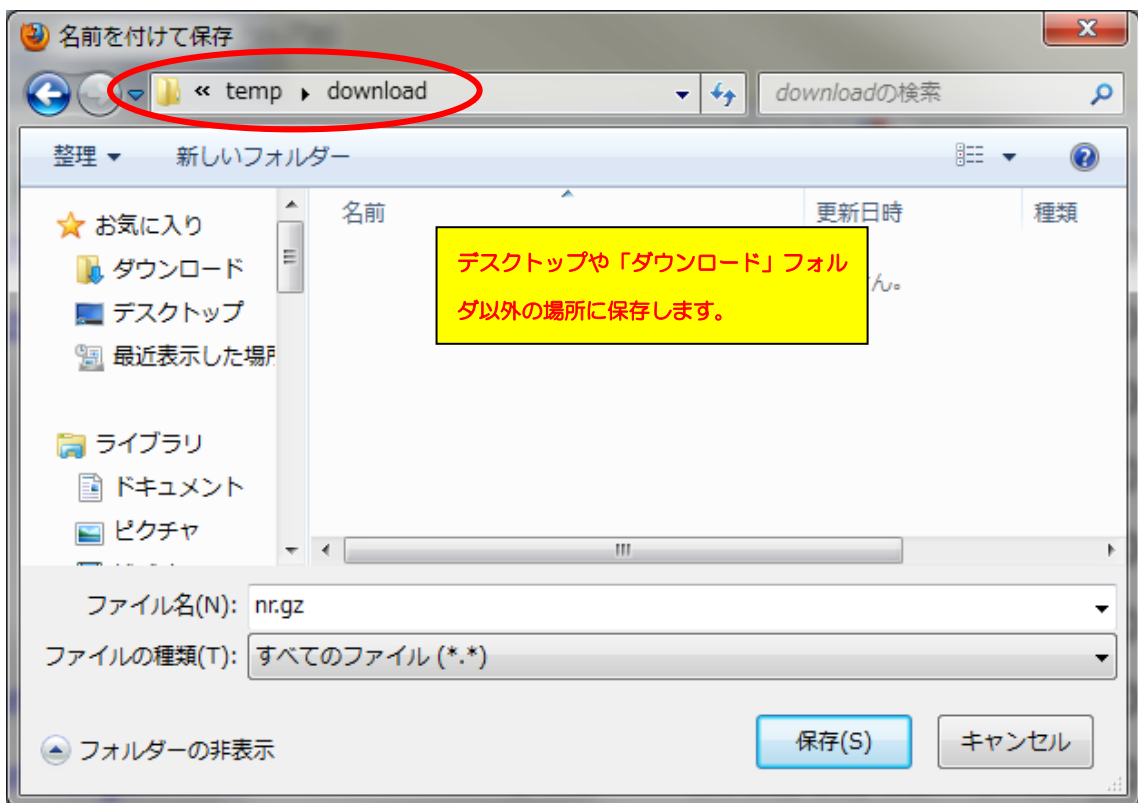 名前を付けて保存
« temp ▸ download
downloadの検索
整理 ▼ 新しいフォルダー
名前 更新日時 種類
お気に入り
ダウンロード
デスクトップ
最近表示した場所
ライブラリ
ドキュメント
ピクチャ
デスクトップや「ダウンロード」フォル
ダ以外の場所に保存します。
ん。
ファイル名(N): nr.gz
ファイルの種類(T): すべてのファイル (*.*)
フォルダーの非表示
保存(S) キャンセル